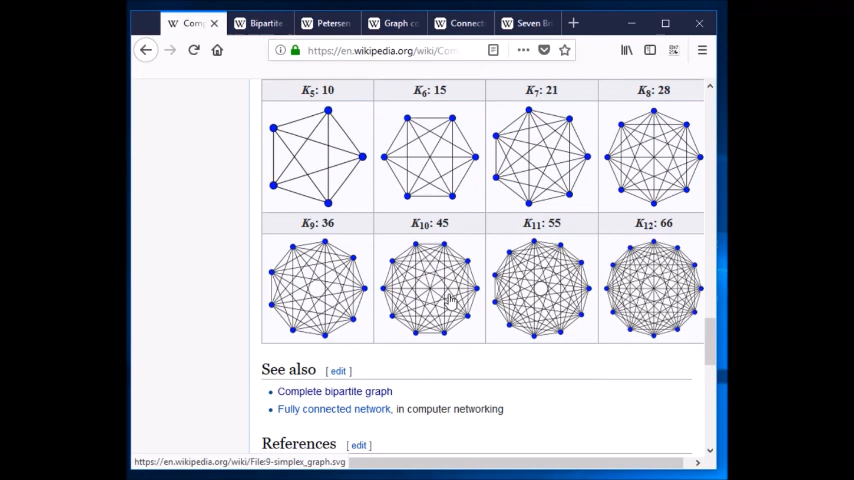 Comp
Bipartite
Petersen
Graph co
Connect
Seven Bri
https://en.wikipedia.org/wiki/Com
K5: 10
K6: 15
K7: 21
K8: 28
K9: 36
K10: 45
K11: 55
K12: 66
See also [ edit ]
Complete bipartite graph
Fully connected network, in computer networking
References [ edit ]
https://en.wikipedia.org/wiki/File:9-simplex_graph.svg